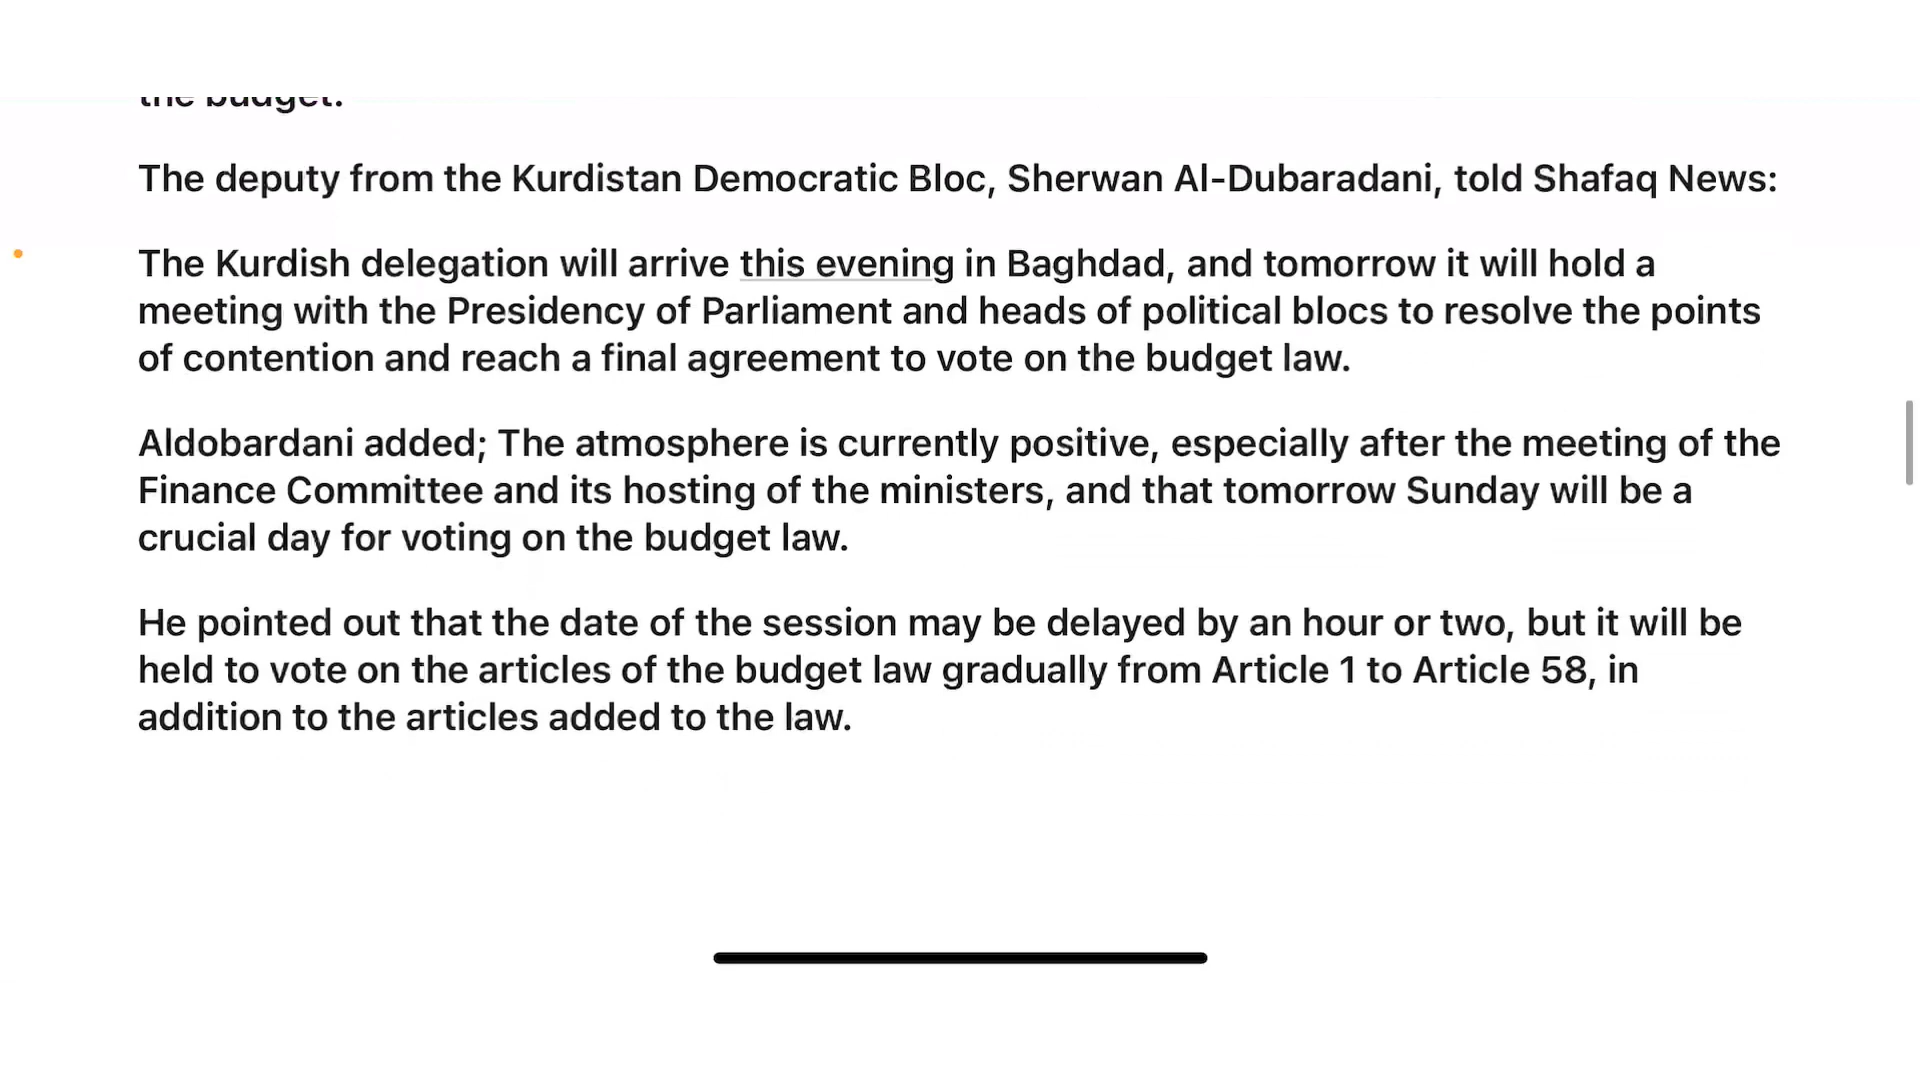 the budget.
The deputy from the Kurdistan Democratic Bloc, Sherwan Al-Dubaradani, told Shafaq News:
The Kurdish delegation will arrive this evening in Baghdad, and tomorrow it will hold a
meeting with the Presidency of Parliament and heads of political blocs to resolve the points
of contention and reach a final agreement to vote on the budget law.
Aldobardani added; The atmosphere is currently positive, especially after the meeting of the
Finance Committee and its hosting of the ministers, and that tomorrow Sunday will be a
crucial day for voting on the budget law.
He pointed out that the date of the session may be delayed by an hour or two, but it will be
held to vote on the articles of the budget law gradually from Article 1 to Article 58, in
addition to the articles added to the law.